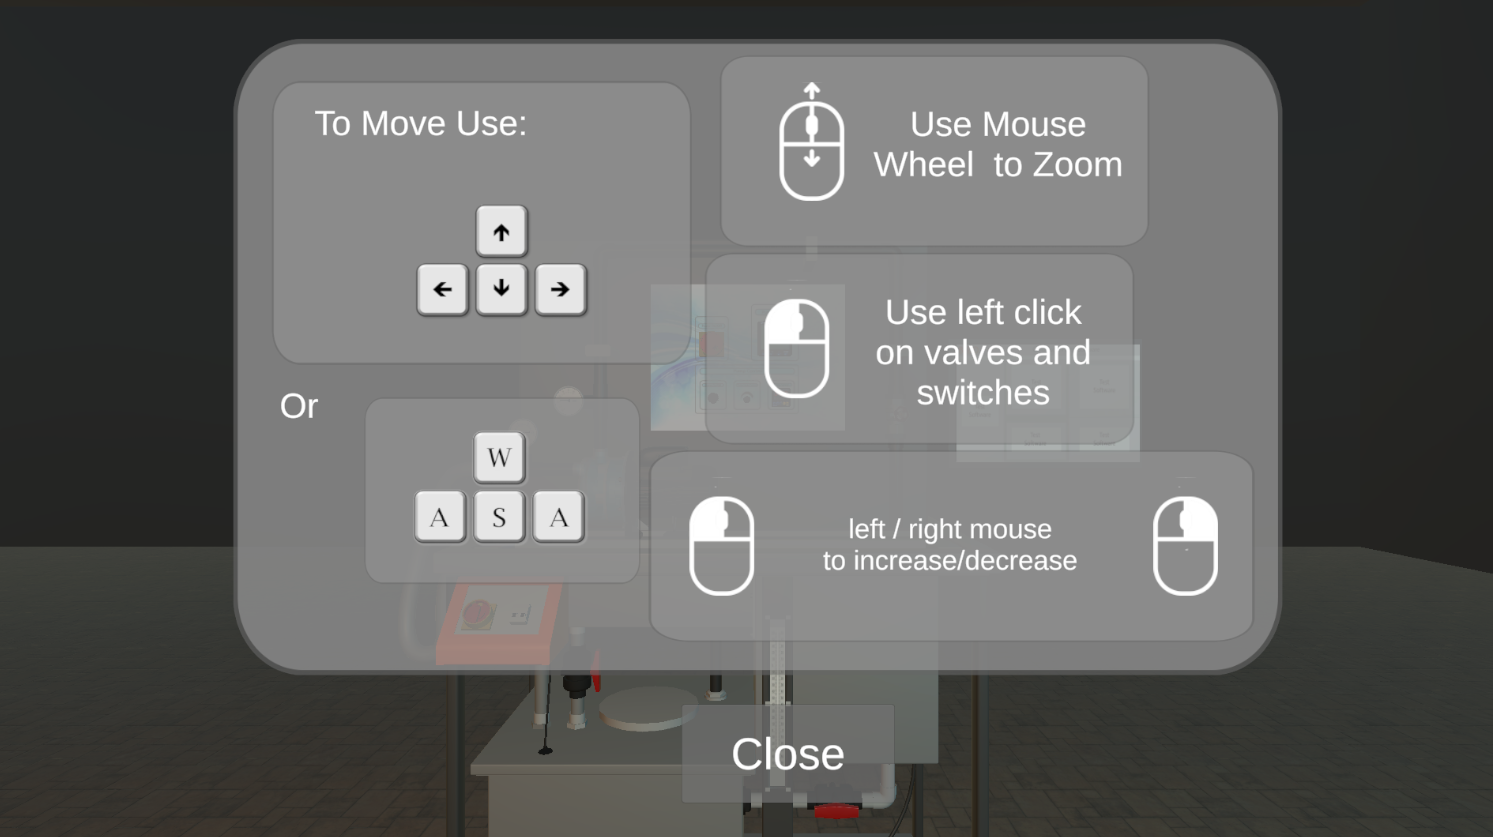 To Move Use:
Use Mouse
Wheel to Zoom
Use left click
on valves and
switches
Or
W
A S A
left / right mouse
to increase/decrease
Close